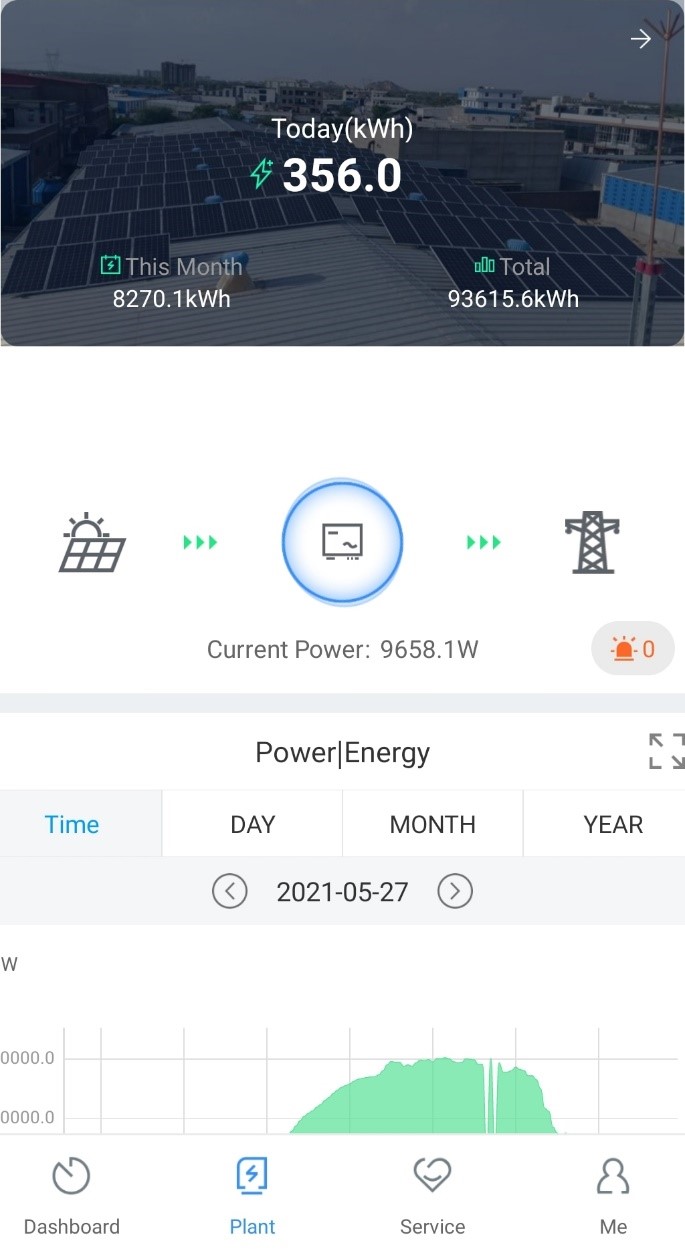 Today(kWh)
356.0
This Month
Total
8270.1kWh
93615.6kWh
Current Power: 9658.1W
0
Power|Energy
Time
DAY
MONTH
YEAR
2021-05-27
W
0000.0
0000.0
Dashboard
Plant
Service
Me